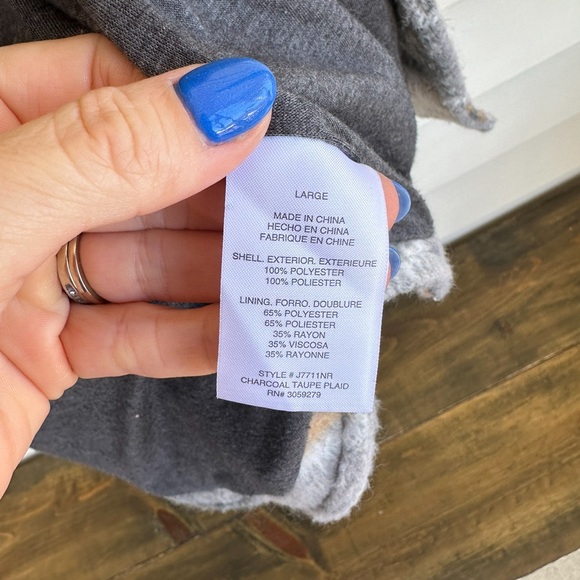 LARGE
MADE IN CHINA
HECHO EN CHINA
FABRIQUE EN CHINE
SHELL. EXTERIOR. EXTERIEURE
100% POLYESTER
100% POLIESTER
LINING. FORRO. DOUBLURE
65% POLYESTER
65% POLIESTER
35% RAYON
35% VISCOSA
35% RAYONNE
STYLE # J7711NR
CHARCOAL TAUPE PLAID
RN# 3059279